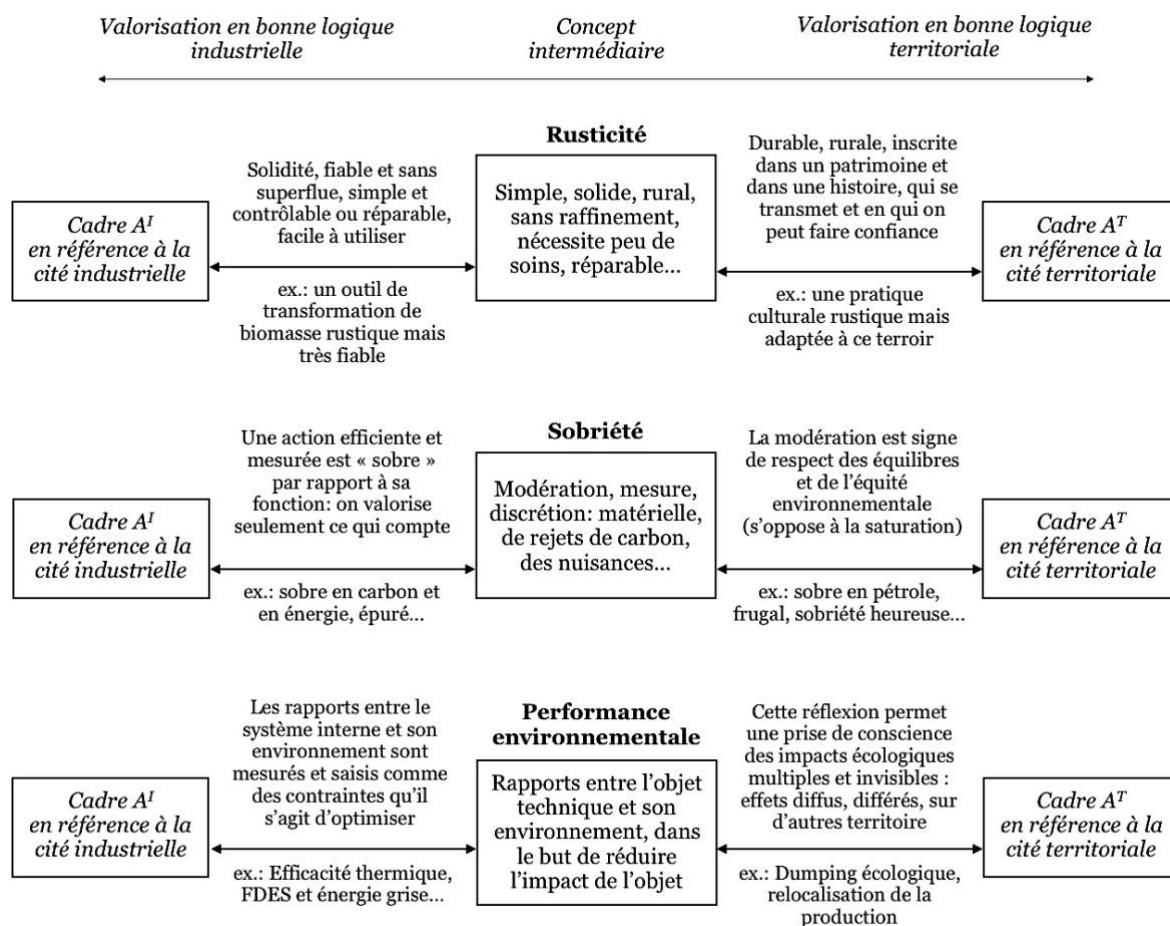 Valorisation en bonne logique
industrielle
Concept
intermédiaire
Valorisation en bonne logique
territoriale
Rusticité
Solidité, fiable et sans
superflue, simple et
contrôlable ou réparable,
facile à utiliser
Durable, rurale, inscrite
dans un patrimoine et
dans une histoire, qui se
transmet et en qui on
peut faire confiance
Cadre A^I
en référence à la
cité industrielle
Simple, solide, rural,
sans raffinement,
nécessite peu de
soins, réparable...
Cadre A^T
en référence à la
cité territoriale
ex.: un outil de
transformation de
biomasse rustique mais
très fiable
ex.: une pratique
culturale rustique mais
adaptée à ce terroir
Sobriété
Une action efficiente et
mesurée est « sobre »
par rapport à sa
fonction: on valorise
seulement ce qui compte
La modération est signe
de respect des équilibres
et de l'équité
environnementale
(s'oppose à la saturation)
Cadre A^I
en référence à la
cité industrielle
Modération, mesure,
discrétion: matérielle,
de rejets de carbon,
des nuisances...
Cadre A^T
en référence à la
cité territoriale
ex.: sobre en carbon et
en énergie, épuré...
ex.: sobre en pétrole,
frugal, sobriété heureuse...
Performance
environnementale
Les rapports entre le
système interne et son
environnement sont
mesurés et saisis comme
des contraintes qu'il
s'agit d'optimiser
Cette réflexion permet
une prise de conscience
des impacts écologiques
multiples et invisibles :
effets diffus, différés, sur
d'autres territoire
Cadre A^I
en référence à la
cité industrielle
Rapports entre l'objet
technique et son
environnement, dans
le but de réduire
l'impact de l'objet
Cadre A^T
en référence à la
cité territoriale
ex.: Efficacité thermique,
FDES et énergie grise...
ex.: Dumping écologique,
relocalisation de la
production